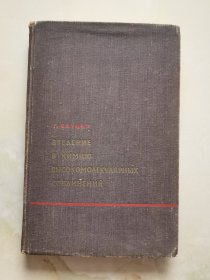 ВВЕДЕНИЕ
В ХИМИЮ
ВЫСОКОМОЛЕКУЛЯРНЫХ
СОЕДИНЕНИЙ